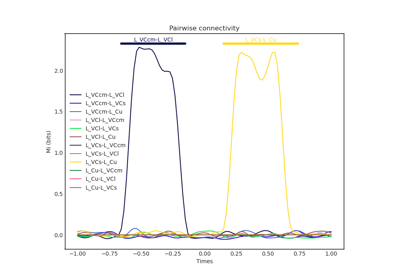 Pairwise connectivity
L_VCcm-L_VCl
L_VCs-L_Cu
2.0
1.5
1.0
0.5
0.0
MI (bits)
L_VCcm-L_VCl
L_VCcm-L_VCs
L_VCcm-L_Cu
L_VCl-L_VCcm
L_VCl-L_VCs
L_VCl-L_Cu
L_VCs-L_VCcm
L_VCs-L_VCl
L_VCs-L_Cu
L_Cu-L_VCcm
L_Cu-L_VCl
L_Cu-L_VCs
−1.00 −0.75 −0.50 −0.25 0.00 0.25 0.50 0.75 1.00
Times